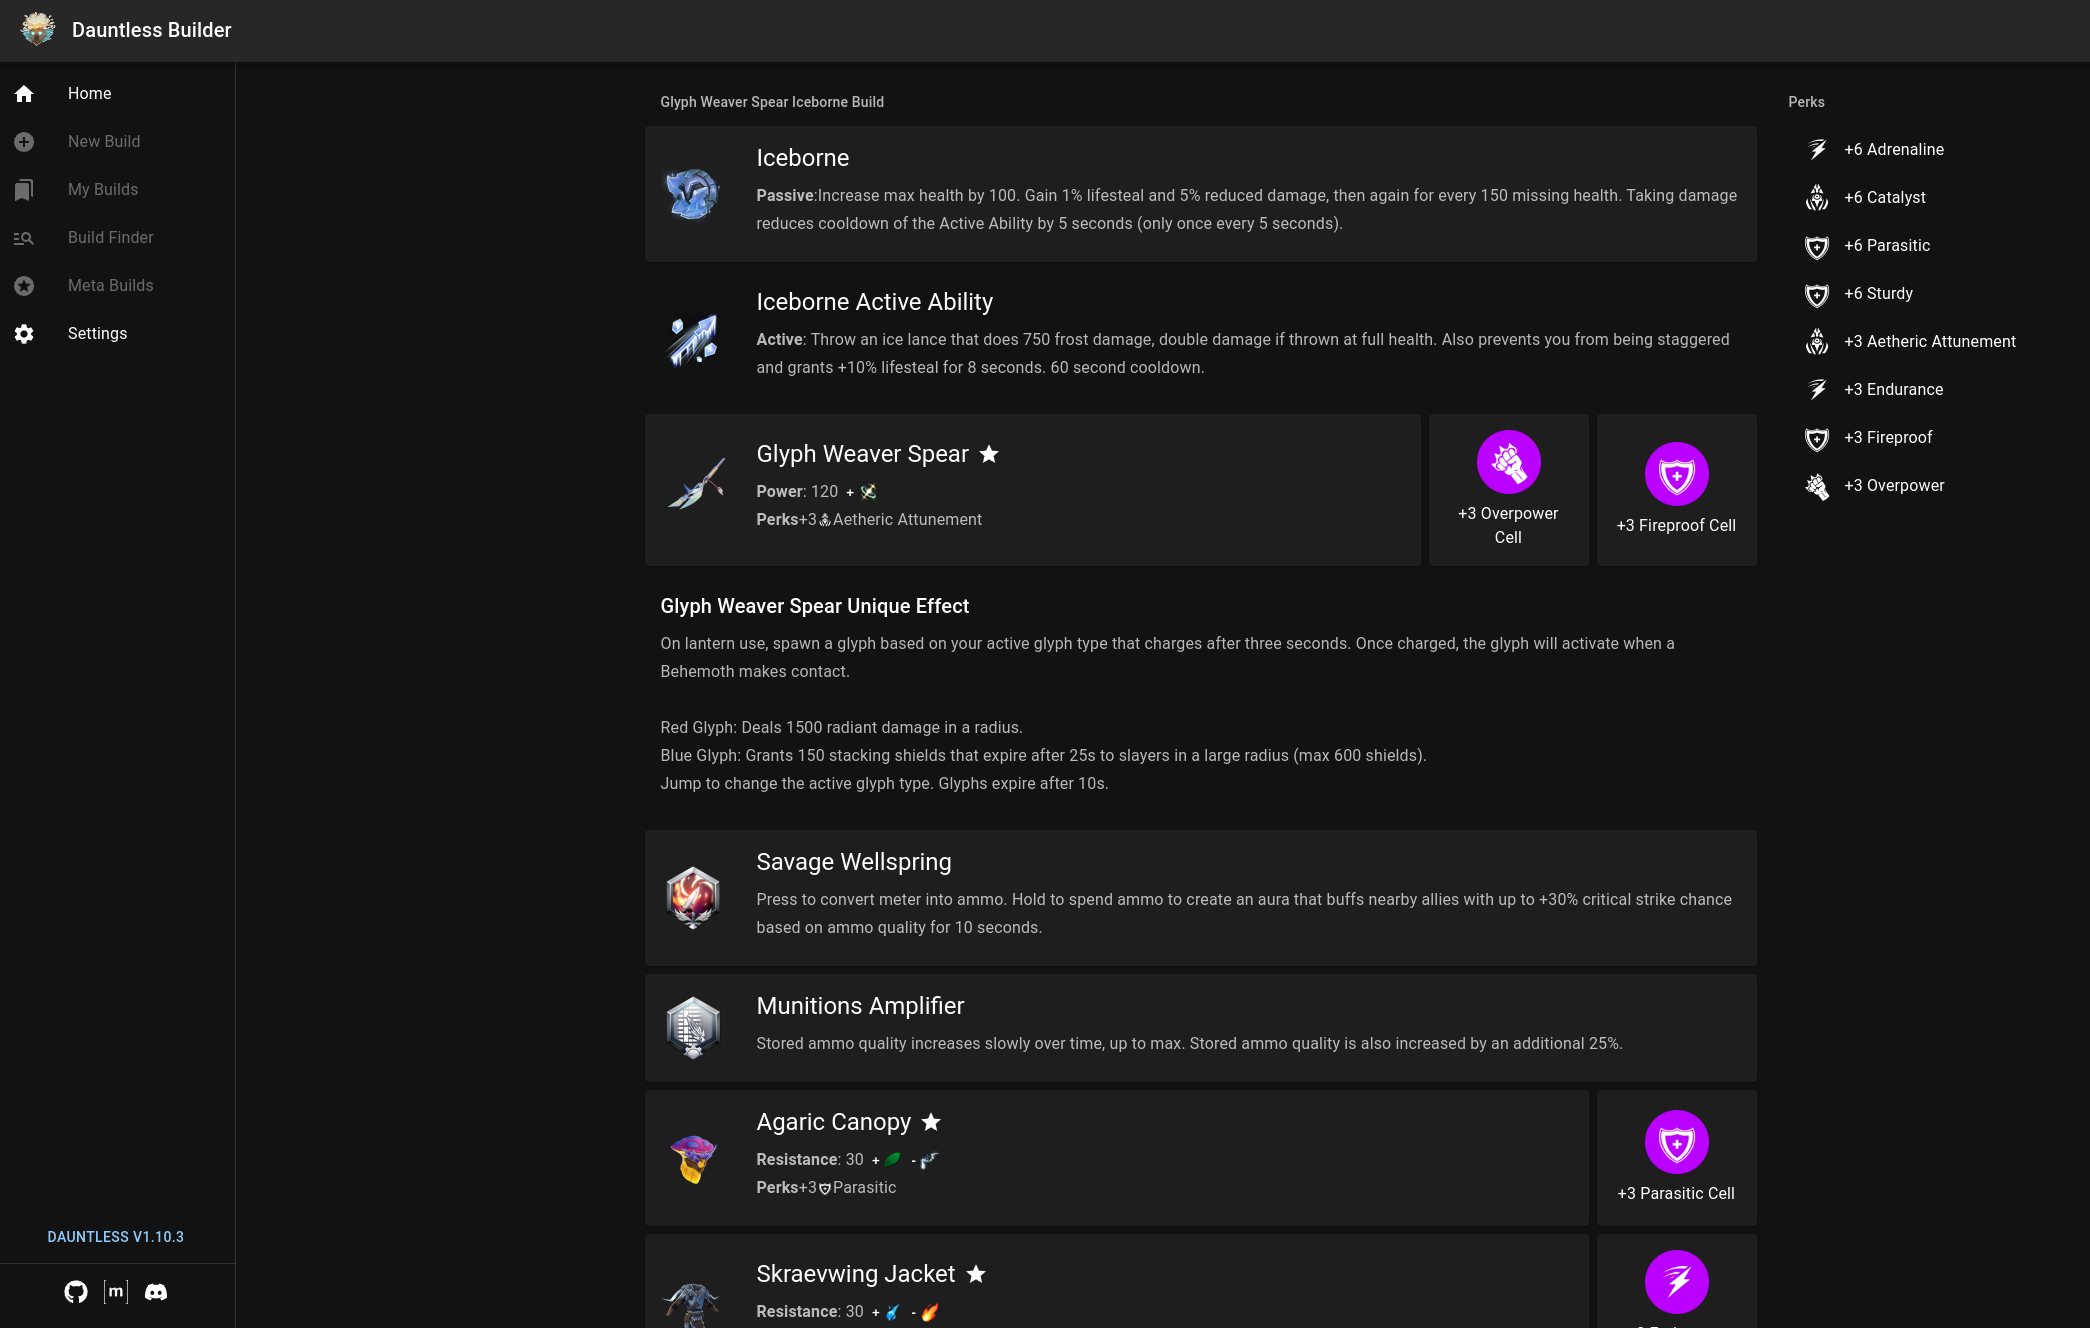 Dauntless Builder
Home
New Build
My Builds
Build Finder
Meta Builds
Settings
DAUNTLESS V1.10.3
[m]
Glyph Weaver Spear Iceborne Build
Iceborne
Passive:Increase max health by 100. Gain 1% lifesteal and 5% reduced damage, then again for every 150 missing health. Taking damage
reduces cooldown of the Active Ability by 5 seconds (only once every 5 seconds).
Iceborne Active Ability
Active: Throw an ice lance that does 750 frost damage, double damage if thrown at full health. Also prevents you from being staggered
and grants +10% lifesteal for 8 seconds. 60 second cooldown.
Glyph Weaver Spear
Power: 120 +
Perks+3 Aetheric Attunement
+3 Overpower
Cell
+3 Fireproof Cell
Glyph Weaver Spear Unique Effect
On lantern use, spawn a glyph based on your active glyph type that charges after three seconds. Once charged, the glyph will activate when a
Behemoth makes contact.
Red Glyph: Deals 1500 radiant damage in a radius.
Blue Glyph: Grants 150 stacking shields that expire after 25s to slayers in a large radius (max 600 shields).
Jump to change the active glyph type. Glyphs expire after 10s.
Savage Wellspring
Press to convert meter into ammo. Hold to spend ammo to create an aura that buffs nearby allies with up to +30% critical strike chance
based on ammo quality for 10 seconds.
Munitions Amplifier
Stored ammo quality increases slowly over time, up to max. Stored ammo quality is also increased by an additional 25%.
Agaric Canopy
Resistance: 30 + -
Perks+3 Parasitic
+3 Parasitic Cell
Skraevwing Jacket
Resistance: 30 + -
Perks
+6 Adrenaline
+6 Catalyst
+6 Parasitic
+6 Sturdy
+3 Aetheric Attunement
+3 Endurance
+3 Fireproof
+3 Overpower